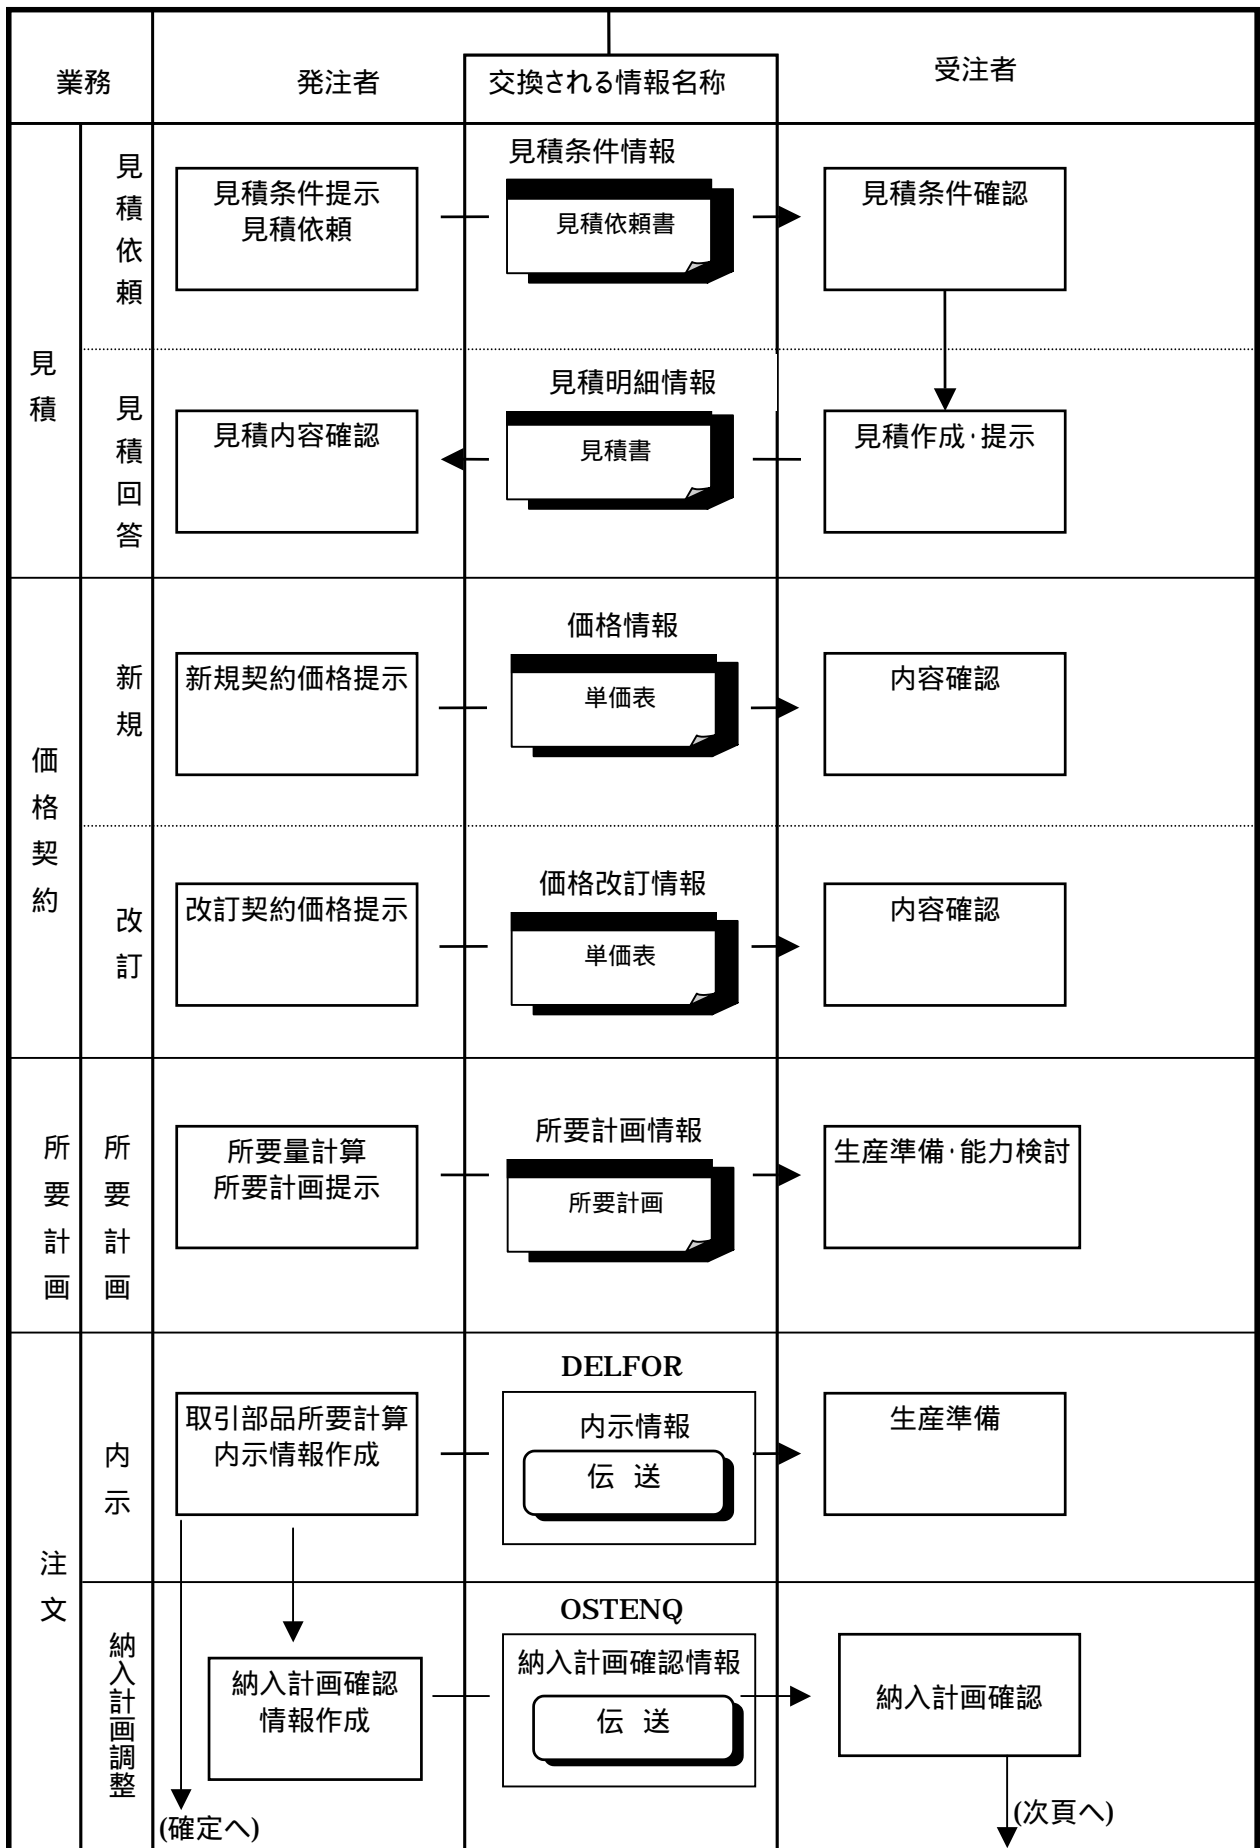 業務
発注者
交換される情報名称
受注者
見積
見積依頼
見積条件提示
見積依頼
見積条件情報
見積依頼書
見積条件確認
見積回答
見積内容確認
見積明細情報
見積書
見積作成・提示
価格契約
新規
新規契約価格提示
価格情報
単価表
内容確認
改訂
改訂契約価格提示
価格改訂情報
単価表
内容確認
所要計画
所要計画
所要量計算
所要計画提示
所要計画情報
所要計画
生産準備・能力検討
注文
内示
取引部品所要計算
内示情報作成
DELFOR
内示情報
伝 送
生産準備
納入計画調整
納入計画確認
情報作成
OSTENQ
納入計画確認情報
伝 送
納入計画確認
(確定へ)
(次頁へ)